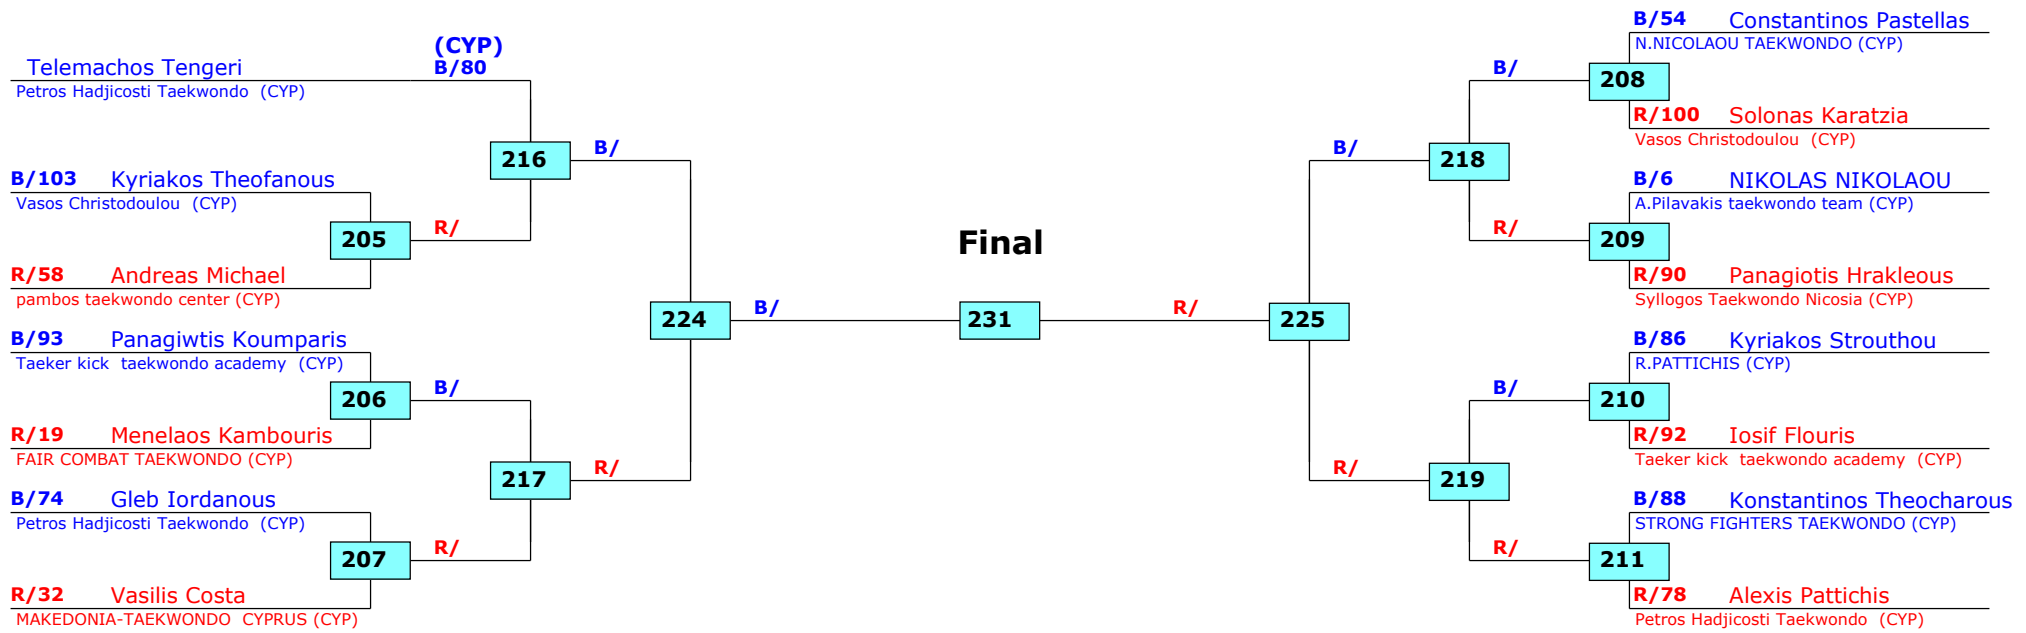 (CYP)
Telemachos Tengeri B/80
Petros Hadjicosti Taekwondo (CYP)
216 B/
B/103 Kyriakos Theofanous
Vasos Christodoulou (CYP)
205 R/
R/58 Andreas Michael
pambos taekwondo center (CYP)
224 B/
B/93 Panagiwtis Koumparis
Taeker kick taekwondo academy (CYP)
206 B/
R/19 Menelaos Kambouris
FAIR COMBAT TAEKWONDO (CYP)
217 R/
B/74 Gleb Iordanous
Petros Hadjicosti Taekwondo (CYP)
207 R/
R/32 Vasilis Costa
MAKEDONIA-TAEKWONDO CYPRUS (CYP)
Final
231
B/54 Constantinos Pastellas
N.NICOLAOU TAEKWONDO (CYP)
B/ 208
R/100 Solonas Karatzia
Vasos Christodoulou (CYP)
B/ 218
B/6 NIKOLAS NIKOLAOU
A.Pilavakis taekwondo team (CYP)
R/ 209
R/90 Panagiotis Hrakleous
Syllogos Taekwondo Nicosia (CYP)
R/ 225
B/86 Kyriakos Strouthou
R.PATTICHIS (CYP)
B/ 210
R/92 Iosif Flouris
Taeker kick taekwondo academy (CYP)
R/ 219
B/88 Konstantinos Theocharous
STRONG FIGHTERS TAEKWONDO (CYP)
R/ 211
R/78 Alexis Pattichis
Petros Hadjicosti Taekwondo (CYP)